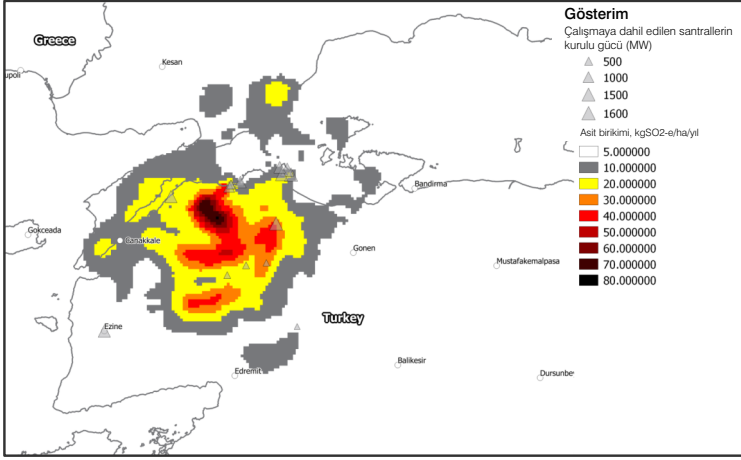 Gösterim
Çalışmaya dahil edilen santrallerin
kurulu gücü (MW)
500
1000
1500
1600
Asit birikimi, kgSO2-e/ha/yıl
5.000000
10.000000
20.000000
30.000000
40.000000
50.000000
60.000000
70.000000
80.000000
Greece
Kesan
upoli
Bandirma
Gokceada
Canakkale
Gonen
Mustafakemalpasa
Turkey
Ezine
Balikesir
Edremit
Dursunbe